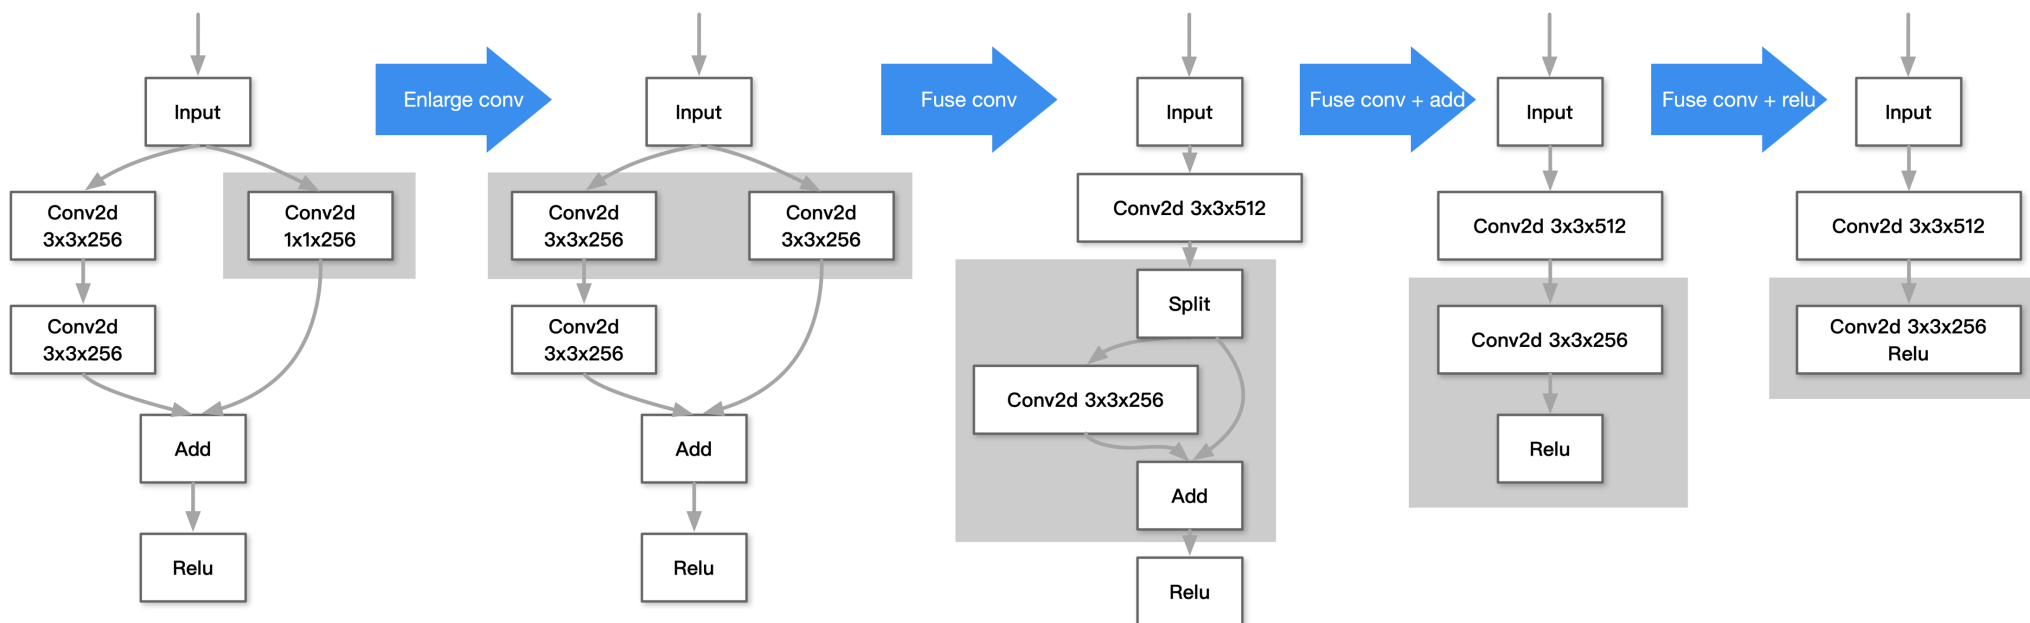 Input
Conv2d
3x3x256
Conv2d
1x1x256
Conv2d
3x3x256
Add
Relu
Enlarge conv
Input
Conv2d
3x3x256
Conv2d
3x3x256
Conv2d
3x3x256
Add
Relu
Fuse conv
Input
Conv2d 3x3x512
Split
Conv2d 3x3x256
Add
Relu
Fuse conv + add
Input
Conv2d 3x3x512
Conv2d 3x3x256
Relu
Fuse conv + relu
Input
Conv2d 3x3x512
Conv2d 3x3x256
Relu